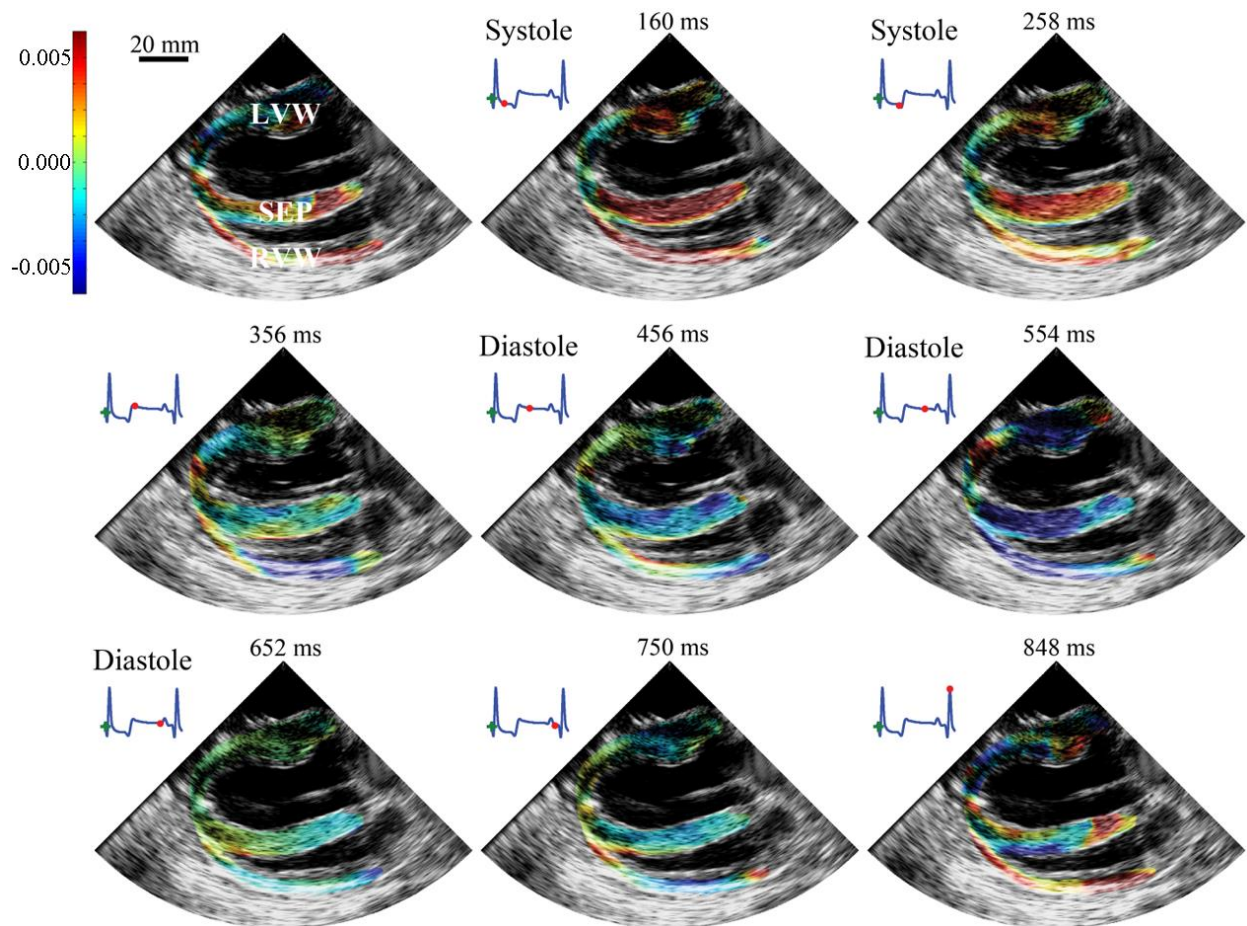 0.005
0.000
-0.005
20 mm
LVW
SEP
RVW
Systole
160 ms
Systole
258 ms
356 ms
Diastole
456 ms
Diastole
554 ms
Diastole
652 ms
750 ms
848 ms